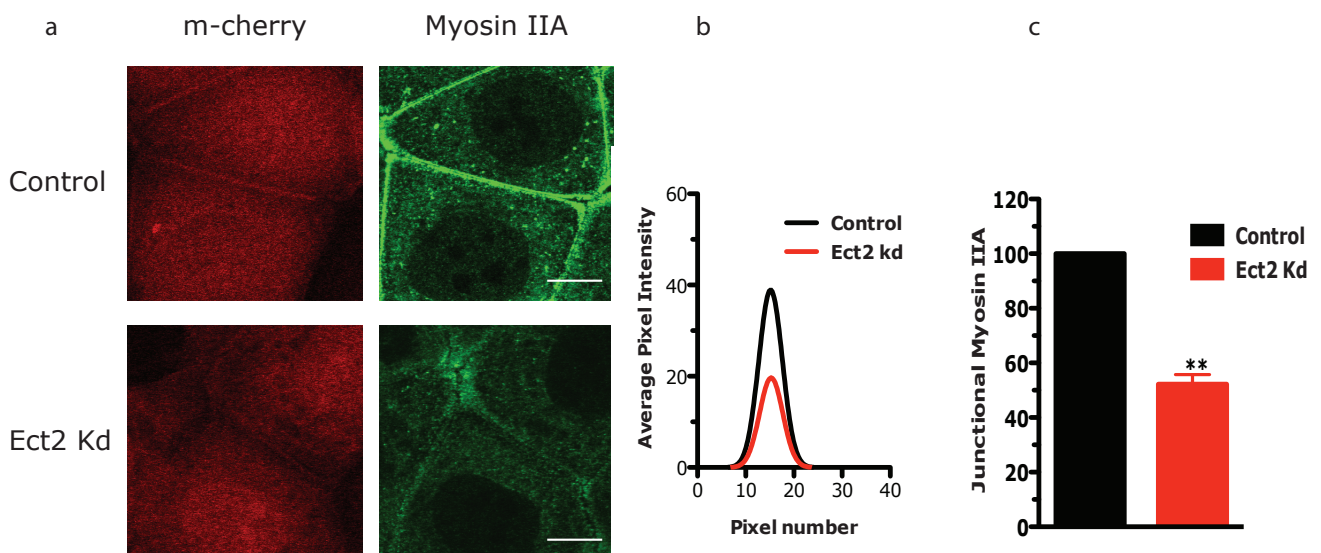 a
m-cherry
Myosin IIA
Control
Ect2 Kd
b
60
40
20
0
0
10
20
30
40
Average Pixel Intensity
Pixel number
Control
Ect2 kd
c
120
100
80
60
40
20
0
Junctional Myosin IIA
**
Control
Ect2 Kd